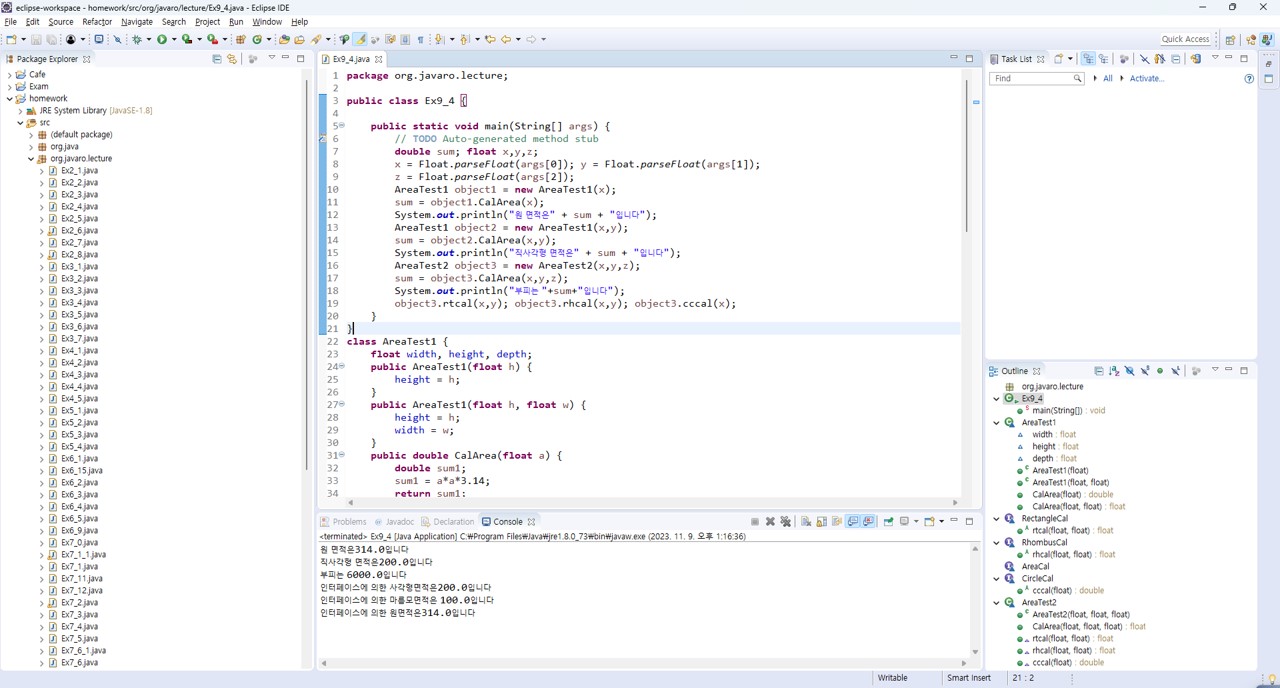 eclipse-workspace - homework/src/org/javaro/lecture/Ex9_4.java - Eclipse IDE
File Edit Source Refactor Navigate Search Project Run Window Help
Quick Access
Package Explorer
Cafe
Exam
homework
JRE System Library [JavaSE-1.8]
src
(default package)
org.java
org.javaro.lecture
Ex2_1.java
Ex2_2.java
Ex2_3.java
Ex2_4.java
Ex2_5.java
Ex2_6.java
Ex2_7.java
Ex2_8.java
Ex3_1.java
Ex3_2.java
Ex3_3.java
Ex3_4.java
Ex3_5.java
Ex3_6.java
Ex3_7.java
Ex4_1.java
Ex4_2.java
Ex4_3.java
Ex4_4.java
Ex4_5.java
Ex5_1.java
Ex5_2.java
Ex5_3.java
Ex5_4.java
Ex6_1.java
Ex6_15.java
Ex6_2.java
Ex6_3.java
Ex6_4.java
Ex6_5.java
Ex6_9.java
Ex7_0.java
Ex7_1_1.java
Ex7_1.java
Ex7_11.java
Ex7_12.java
Ex7_2.java
Ex7_3.java
Ex7_4.java
Ex7_5.java
Ex7_6_1.java
Ex7_6.java
Ex9_4.java
1 package org.javaro.lecture;
2
3 public class Ex9_4 {
4
5 public static void main(String[] args) {
6 // TODO Auto-generated method stub
7 double sum; float x,y,z;
8 x = Float.parseFloat(args[0]); y = Float.parseFloat(args[1]);
9 z = Float.parseFloat(args[2]);
10 AreaTest1 object1 = new AreaTest1(x);
11 sum = object1.CalArea(x);
12 System.out.println("원 면적은" + sum + "입니다");
13 AreaTest1 object2 = new AreaTest1(x,y);
14 sum = object2.CalArea(x,y);
15 System.out.println("직사각형 면적은" + sum + "입니다");
16 AreaTest2 object3 = new AreaTest2(x,y,z);
17 sum = object3.CalArea(x,y,z);
18 System.out.println("부피는 "+sum+"입니다");
19 object3.rtcal(x,y); object3.rhcal(x,y); object3.cccal(x);
20 }
21 }
22 class AreaTest1 {
23 float width, height, depth;
24 public AreaTest1(float h) {
25 height = h;
26 }
27 public AreaTest1(float h, float w) {
28 height = h;
29 width = w;
30 }
31 public double CalArea(float a) {
32 double sum1;
33 sum1 = a*a*3.14;
34 return sum1;
Problems Javadoc Declaration Console
<terminated> Ex9_4 [Java Application] C:₩Program Files₩Java₩jre1.8.0_73₩bin₩javaw.exe (2023. 11. 9. 오후 1:16:36)
원 면적은314.0입니다
직사각형 면적은200.0입니다
부피는 6000.0입니다
인터페이스에 의한 사각형면적은200.0입니다
인터페이스에 의한 마름모면적은 100.0입니다
인터페이스에 의한 원면적은314.0입니다
Task List
Find All Activate...
Outline
org.javaro.lecture
Ex9_4
main(String[]) : void
AreaTest1
width : float
height : float
depth : float
AreaTest1(float)
AreaTest1(float, float)
CalArea(float) : double
CalArea(float, float) : float
RectangleCal
rtcal(float, float) : float
RhombusCal
rhcal(float, float) : float
AreaCal
CircleCal
cccal(float) : double
AreaTest2
AreaTest2(float, float, float)
CalArea(float, float, float) : float
rtcal(float, float) : float
rhcal(float, float) : float
cccal(float) : double
Writable Smart Insert 21 : 2